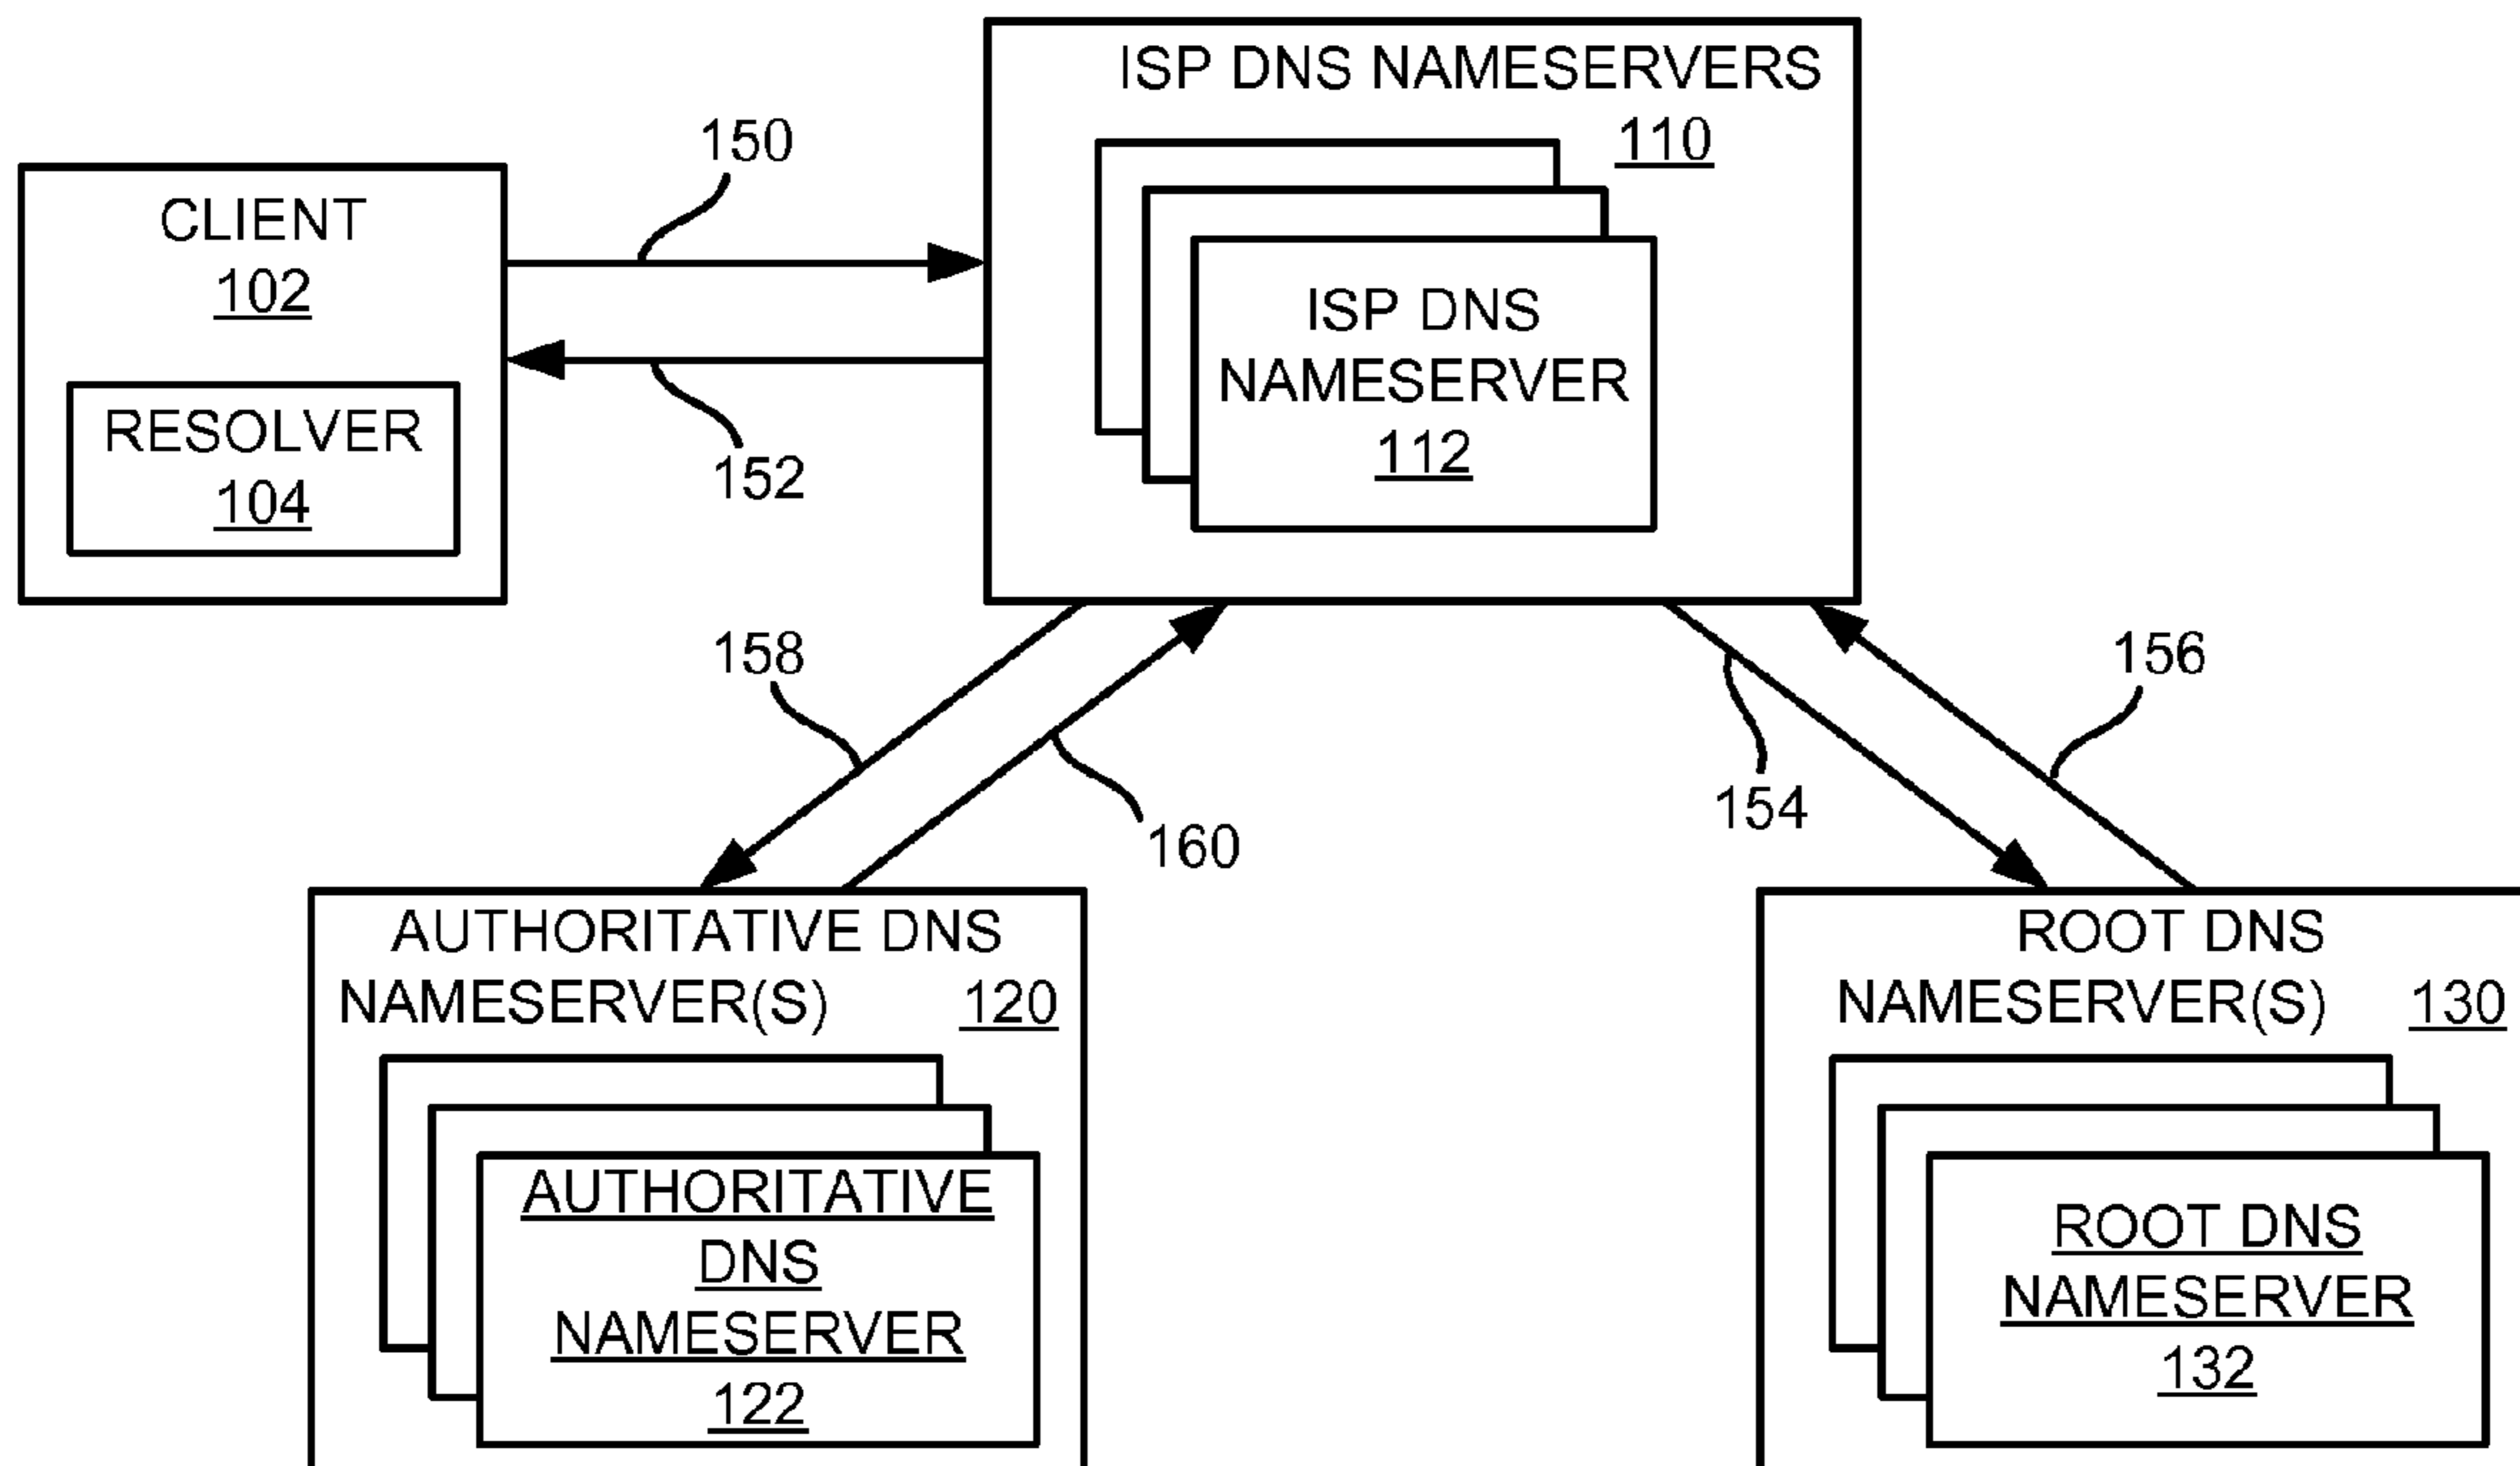 ISP DNS NAMESERVERS
110
150
CLIENT
102
ISP DNS
NAMESERVER
112
RESOLVER
104
152
158
156
154
160
AUTHORITATIVE DNS
NAMESERVER(S) 120
AUTHORITATIVE
DNS
NAMESERVER
122
ROOT DNS
NAMESERVER(S) 130
ROOT DNS
NAMESERVER
132